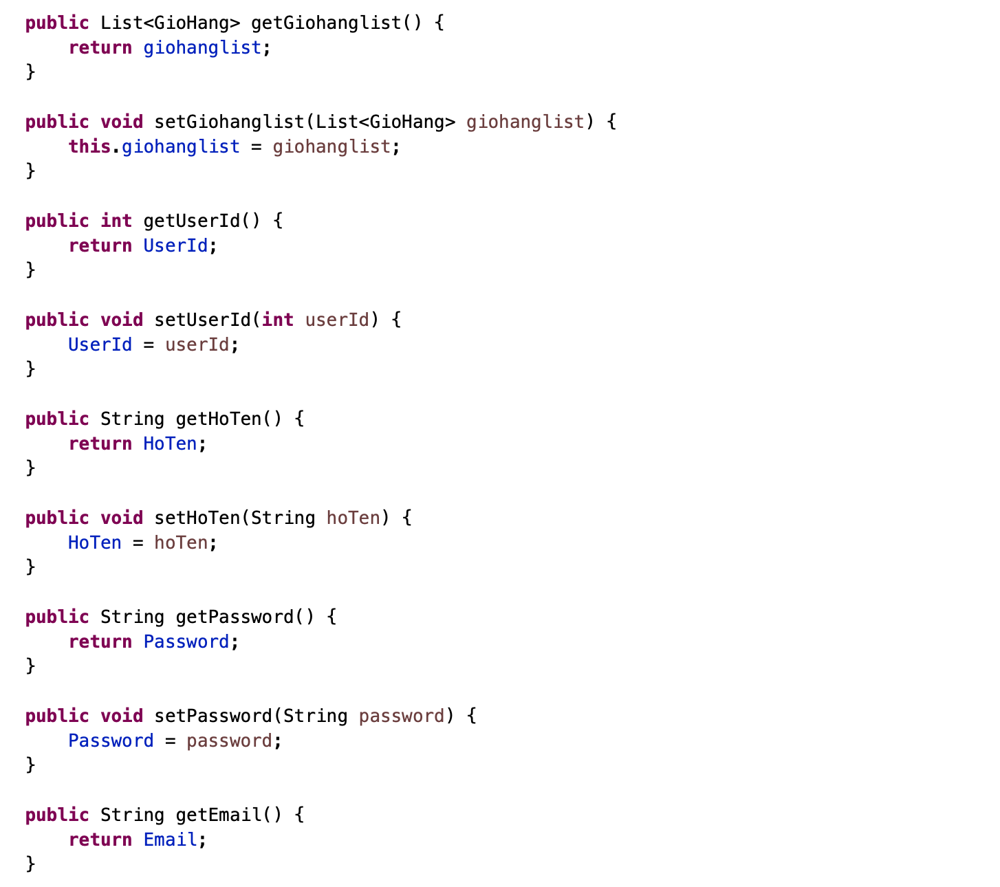 public List<GioHang> getGiohanglist() {
    return giohanglist;
}
public void setGiohanglist(List<GioHang> giohanglist) {
    this.giohanglist = giohanglist;
}
public int getUserId() {
    return UserId;
}
public void setUserId(int userId) {
    UserId = userId;
}
public String getHoTen() {
    return HoTen;
}
public void setHoTen(String hoTen) {
    HoTen = hoTen;
}
public String getPassword() {
    return Password;
}
public void setPassword(String password) {
    Password = password;
}
public String getEmail() {
    return Email;
}